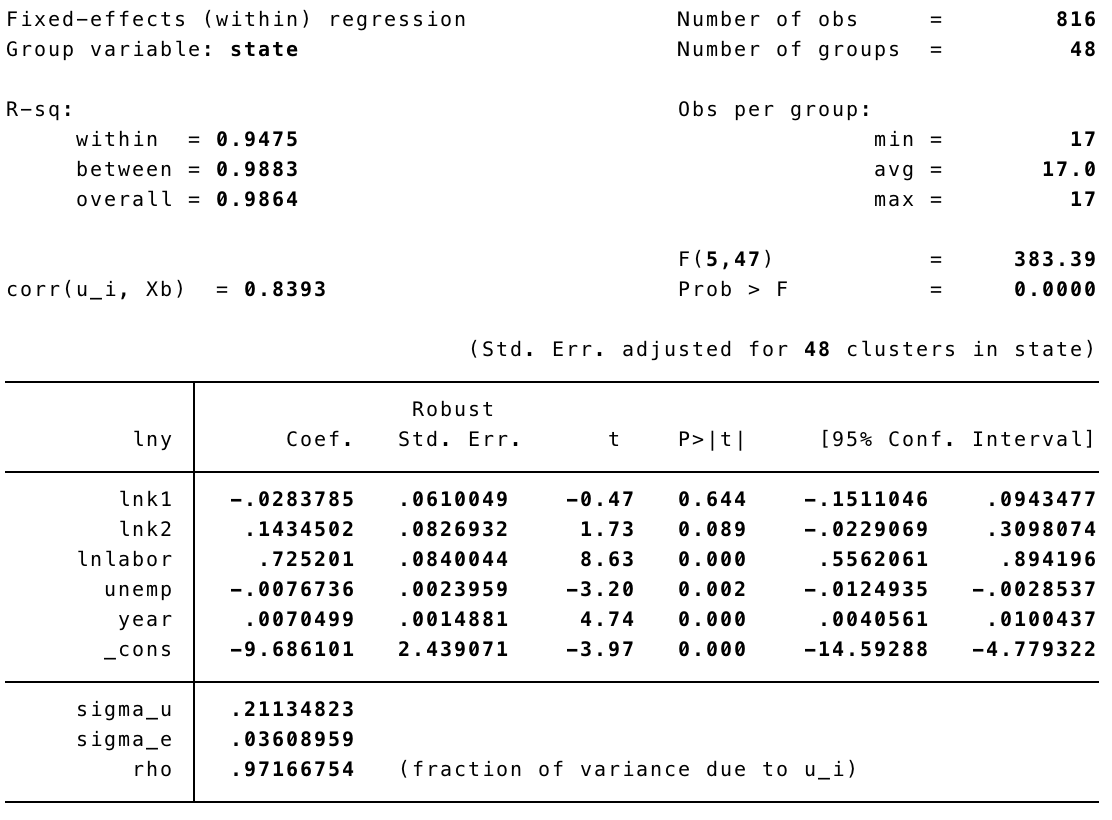 Fixed-effects (within) regression Number of obs = 816
Group variable: state Number of groups = 48
R-sq: Obs per group:
within = 0.9475 min = 17
between = 0.9883 avg = 17.0
overall = 0.9864 max = 17
F(5,47) = 383.39
corr(u_i, Xb) = 0.8393 Prob > F = 0.0000
(Std. Err. adjusted for 48 clusters in state)
Robust
lny Coef. Std. Err. t P>|t| [95% Conf. Interval]
lnk1 -.0283785 .0610049 -0.47 0.644 -.1511046 .0943477
lnk2 .1434502 .0826932 1.73 0.089 -.0229069 .3098074
lnlabor .725201 .0840044 8.63 0.000 .5562061 .894196
unemp -.0076736 .0023959 -3.20 0.002 -.0124935 -.0028537
year .0070499 .0014881 4.74 0.000 .0040561 .0100437
_cons -9.686101 2.439071 -3.97 0.000 -14.59288 -4.779322
sigma_u .21134823
sigma_e .03608959
rho .97166754 (fraction of variance due to u_i)